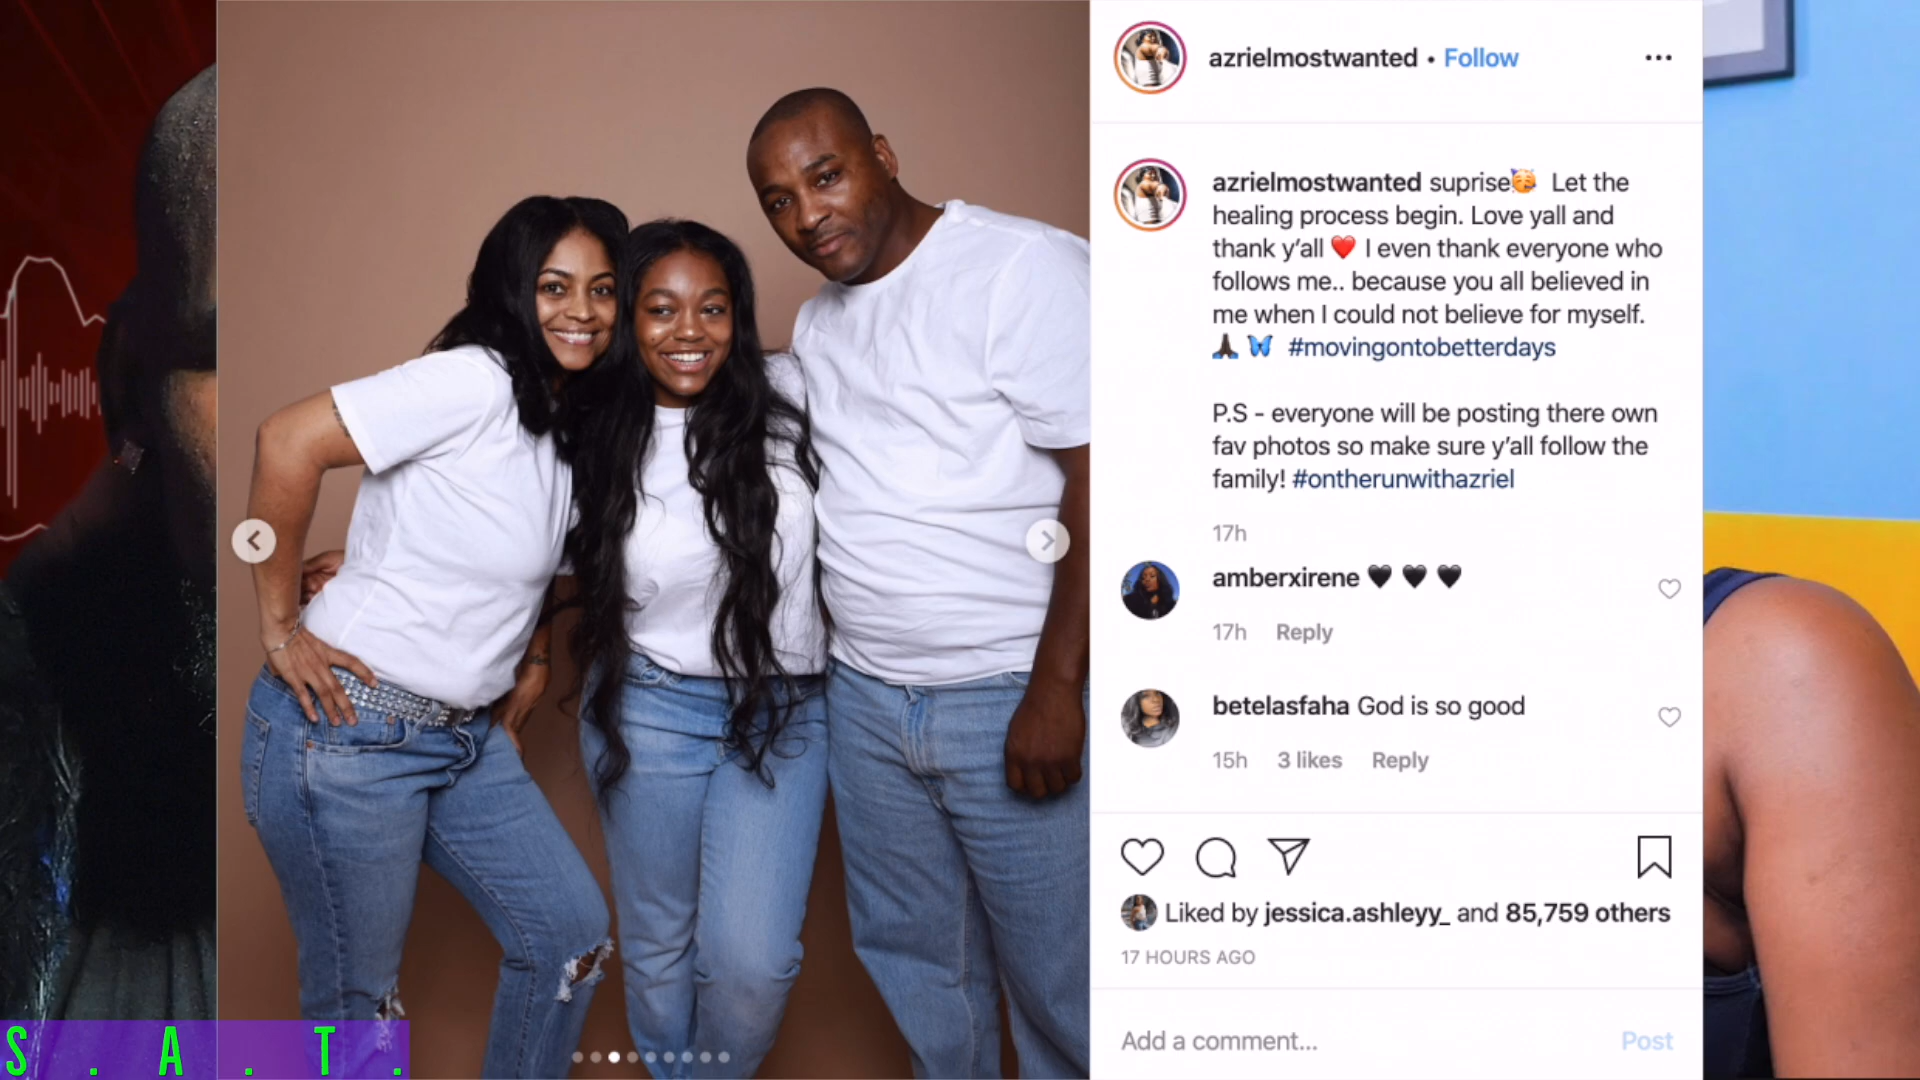 azrielmostwanted • Follow
azrielmostwanted suprise🥳 Let the
healing process begin. Love yall and
thank y’all ❤️ I even thank everyone who
follows me.. because you all believed in
me when I could not believe for myself.
🙏🏿 🦋 #movingontobetterdays
P.S - everyone will be posting there own
fav photos so make sure y’all follow the
family! #ontherunwithazriel
17h
amberxirene 🖤 🖤 🖤
17h Reply
betelasfaha God is so good
15h 3 likes Reply
Liked by jessica.ashleyy_ and 85,759 others
17 HOURS AGO
Add a comment... Post
S . A . T .